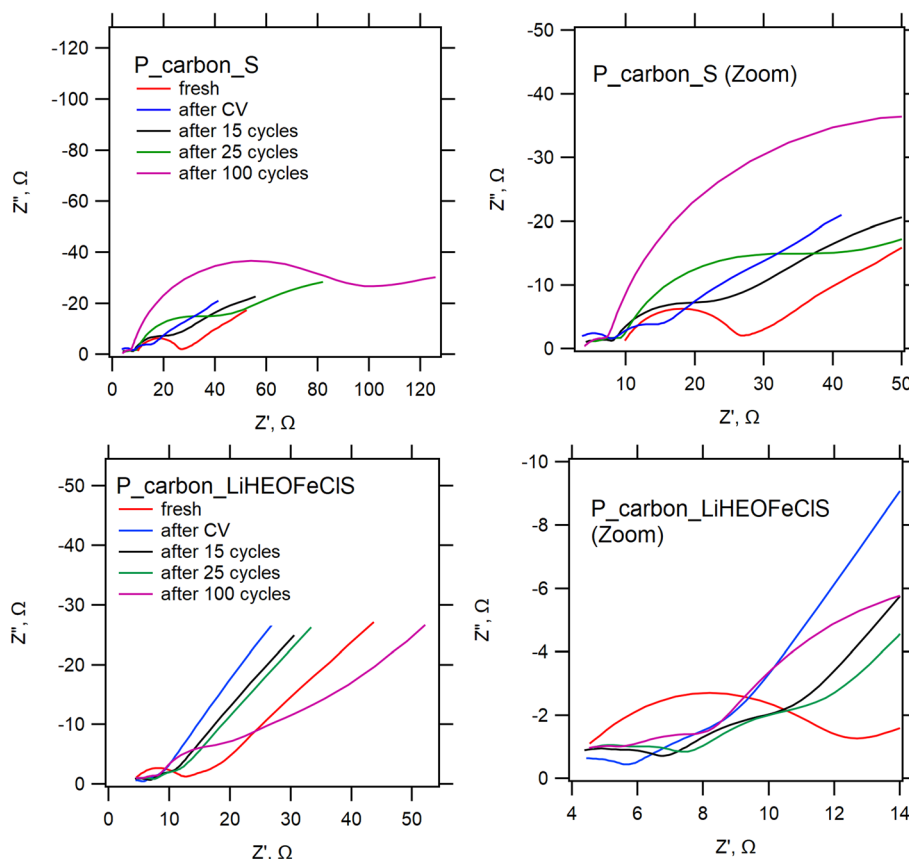 -120
-100
-80
-60
-40
-20
0
Z", Ω
P_carbon_S
fresh
after CV
after 15 cycles
after 25 cycles
after 100 cycles
0 20 40 60 80 100 120
Z', Ω
-50
-40
-30
-20
-10
0
Z", Ω
P_carbon_S (Zoom)
10 20 30 40 50
Z', Ω
-50
-40
-30
-20
-10
0
Z", Ω
P_carbon_LiHEOFeClS
fresh
after CV
after 15 cycles
after 25 cycles
after 100 cycles
0 10 20 30 40 50
Z', Ω
-10
-8
-6
-4
-2
0
Z", Ω
P_carbon_LiHEOFeClS
(Zoom)
4 6 8 10 12 14
Z', Ω